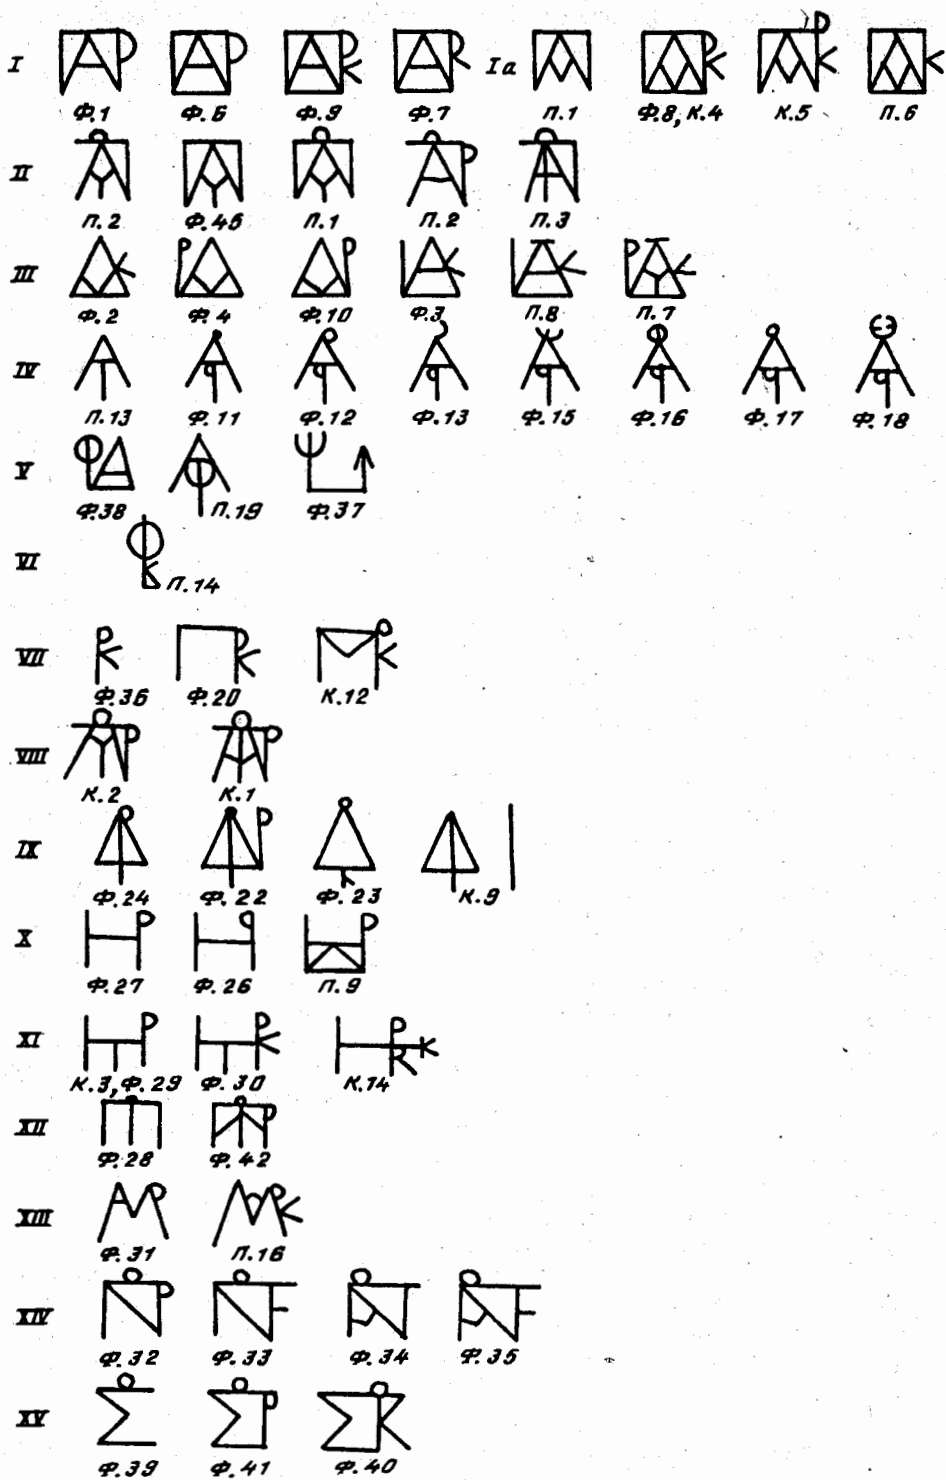 I Ia
Ф.1 Ф.Б Ф.9 Ф.7 П.1 Ф.8, К.4 К.5 П.6
II
П.2 Ф.4б П.1 П.2 П.3
III
Ф.2 Ф.4 Ф.10 Ф.3 П.8 П.7
IV
П.13 Ф.11 Ф.12 Ф.13 Ф.15 Ф.16 Ф.17 Ф.18
V
Ф.38 П.19 Ф.37
VI
П.14
VII
Ф.36 Ф.20 К.12
VIII
К.2 К.1
IX
Ф.24 Ф.22 Ф.23 К.9
X
Ф.27 Ф.26 П.9
XI
К.3, Ф.29 Ф.30 К.14
XII
Ф.28 Ф.42
XIII
Ф.31 П.16
XIV
Ф.32 Ф.33 Ф.34 Ф.35
XV
Ф.39 Ф.41 Ф.40